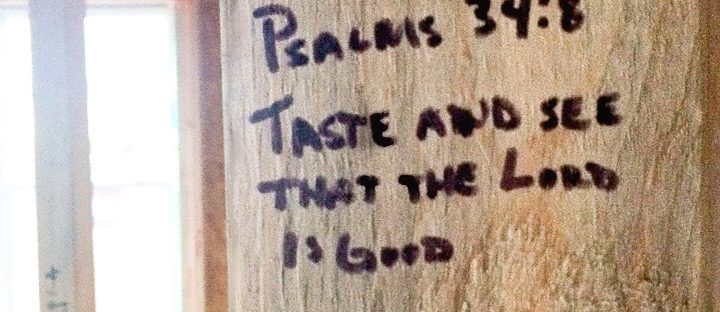 Psalms 34:8
Taste and see
that the Lord
is Good